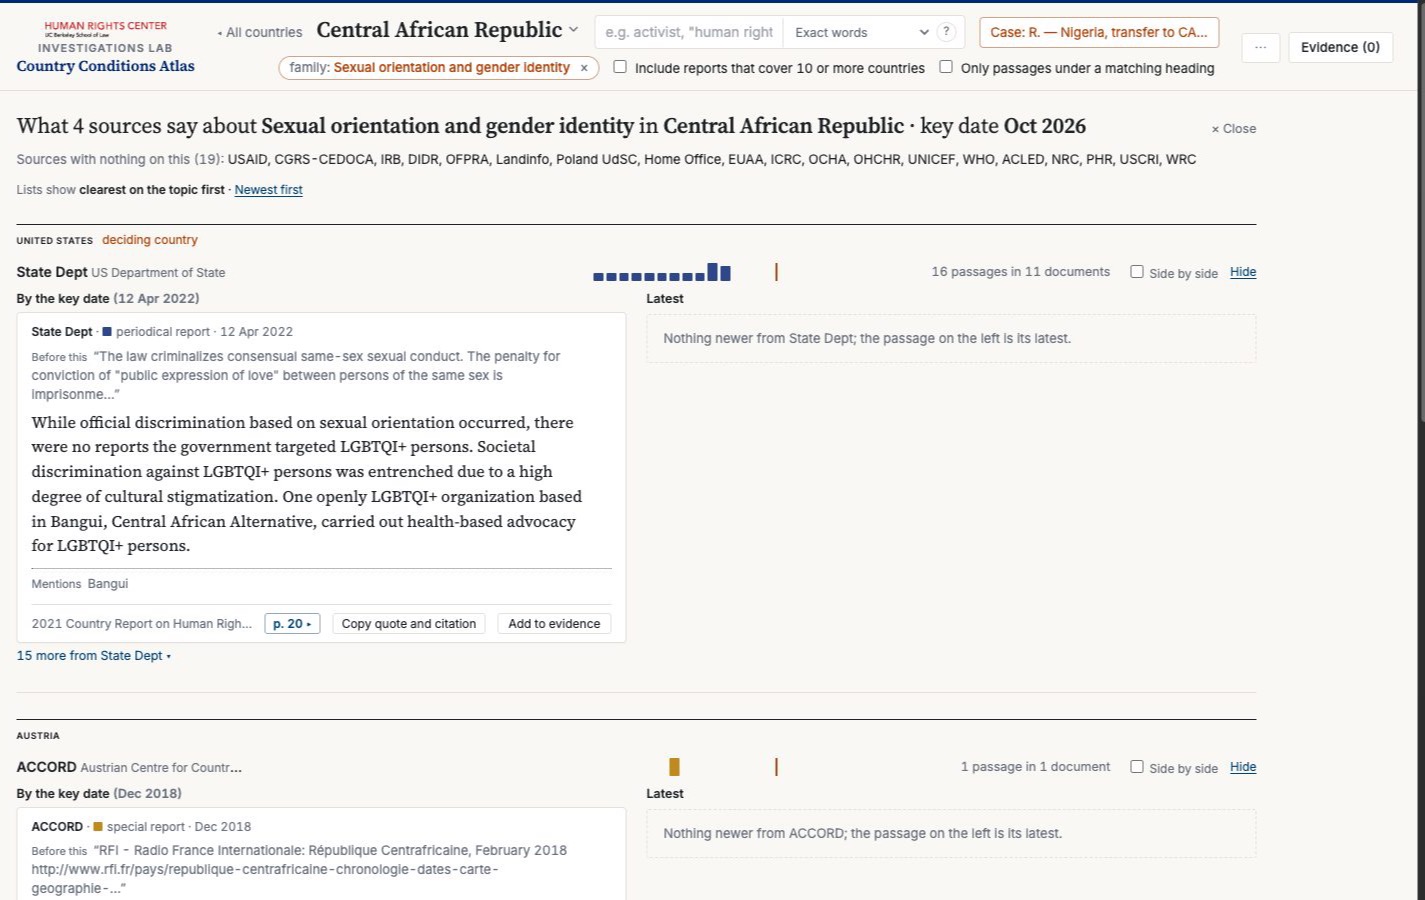 HUMAN RIGHTS CENTER
UC Berkeley School of Law
INVESTIGATIONS LAB
Country Conditions Atlas
◂ All countries
Central African Republic
e.g. activist, "human right
Exact words
?
Case: R. — Nigeria, transfer to CA...
family: Sexual orientation and gender identity ×
Include reports that cover 10 or more countries
Only passages under a matching heading
...
Evidence (0)
What 4 sources say about Sexual orientation and gender identity in Central African Republic · key date Oct 2026
× Close
Sources with nothing on this (19): USAID, CGRS-CEDOCA, IRB, DIDR, OFPRA, Landinfo, Poland UdSC, Home Office, EUAA, ICRC, OCHA, OHCHR, UNICEF, WHO, ACLED, NRC, PHR, USCRI, WRC
Lists show clearest on the topic first · Newest first
UNITED STATES deciding country
State Dept US Department of State
16 passages in 11 documents
Side by side
Hide
By the key date (12 Apr 2022)
Latest
State Dept · periodical report · 12 Apr 2022
Before this "The law criminalizes consensual same-sex sexual conduct. The penalty for
conviction of "public expression of love" between persons of the same sex is
imprisonme..."
While official discrimination based on sexual orientation occurred, there
were no reports the government targeted LGBTQI+ persons. Societal
discrimination against LGBTQI+ persons was entrenched due to a high
degree of cultural stigmatization. One openly LGBTQI+ organization based
in Bangui, Central African Alternative, carried out health-based advocacy
for LGBTQI+ persons.
Mentions Bangui
2021 Country Report on Human Righ...
p. 20 ▸
Copy quote and citation
Add to evidence
Nothing newer from State Dept; the passage on the left is its latest.
15 more from State Dept ▾
AUSTRIA
ACCORD Austrian Centre for Countr...
1 passage in 1 document
Side by side
Hide
By the key date (Dec 2018)
Latest
ACCORD · special report · Dec 2018
Before this "RFI - Radio France Internationale: République Centrafricaine, February 2018
http://www.rfi.fr/pays/republique-centrafricaine-chronologie-dates-carte-
geographie-..."
Nothing newer from ACCORD; the passage on the left is its latest.